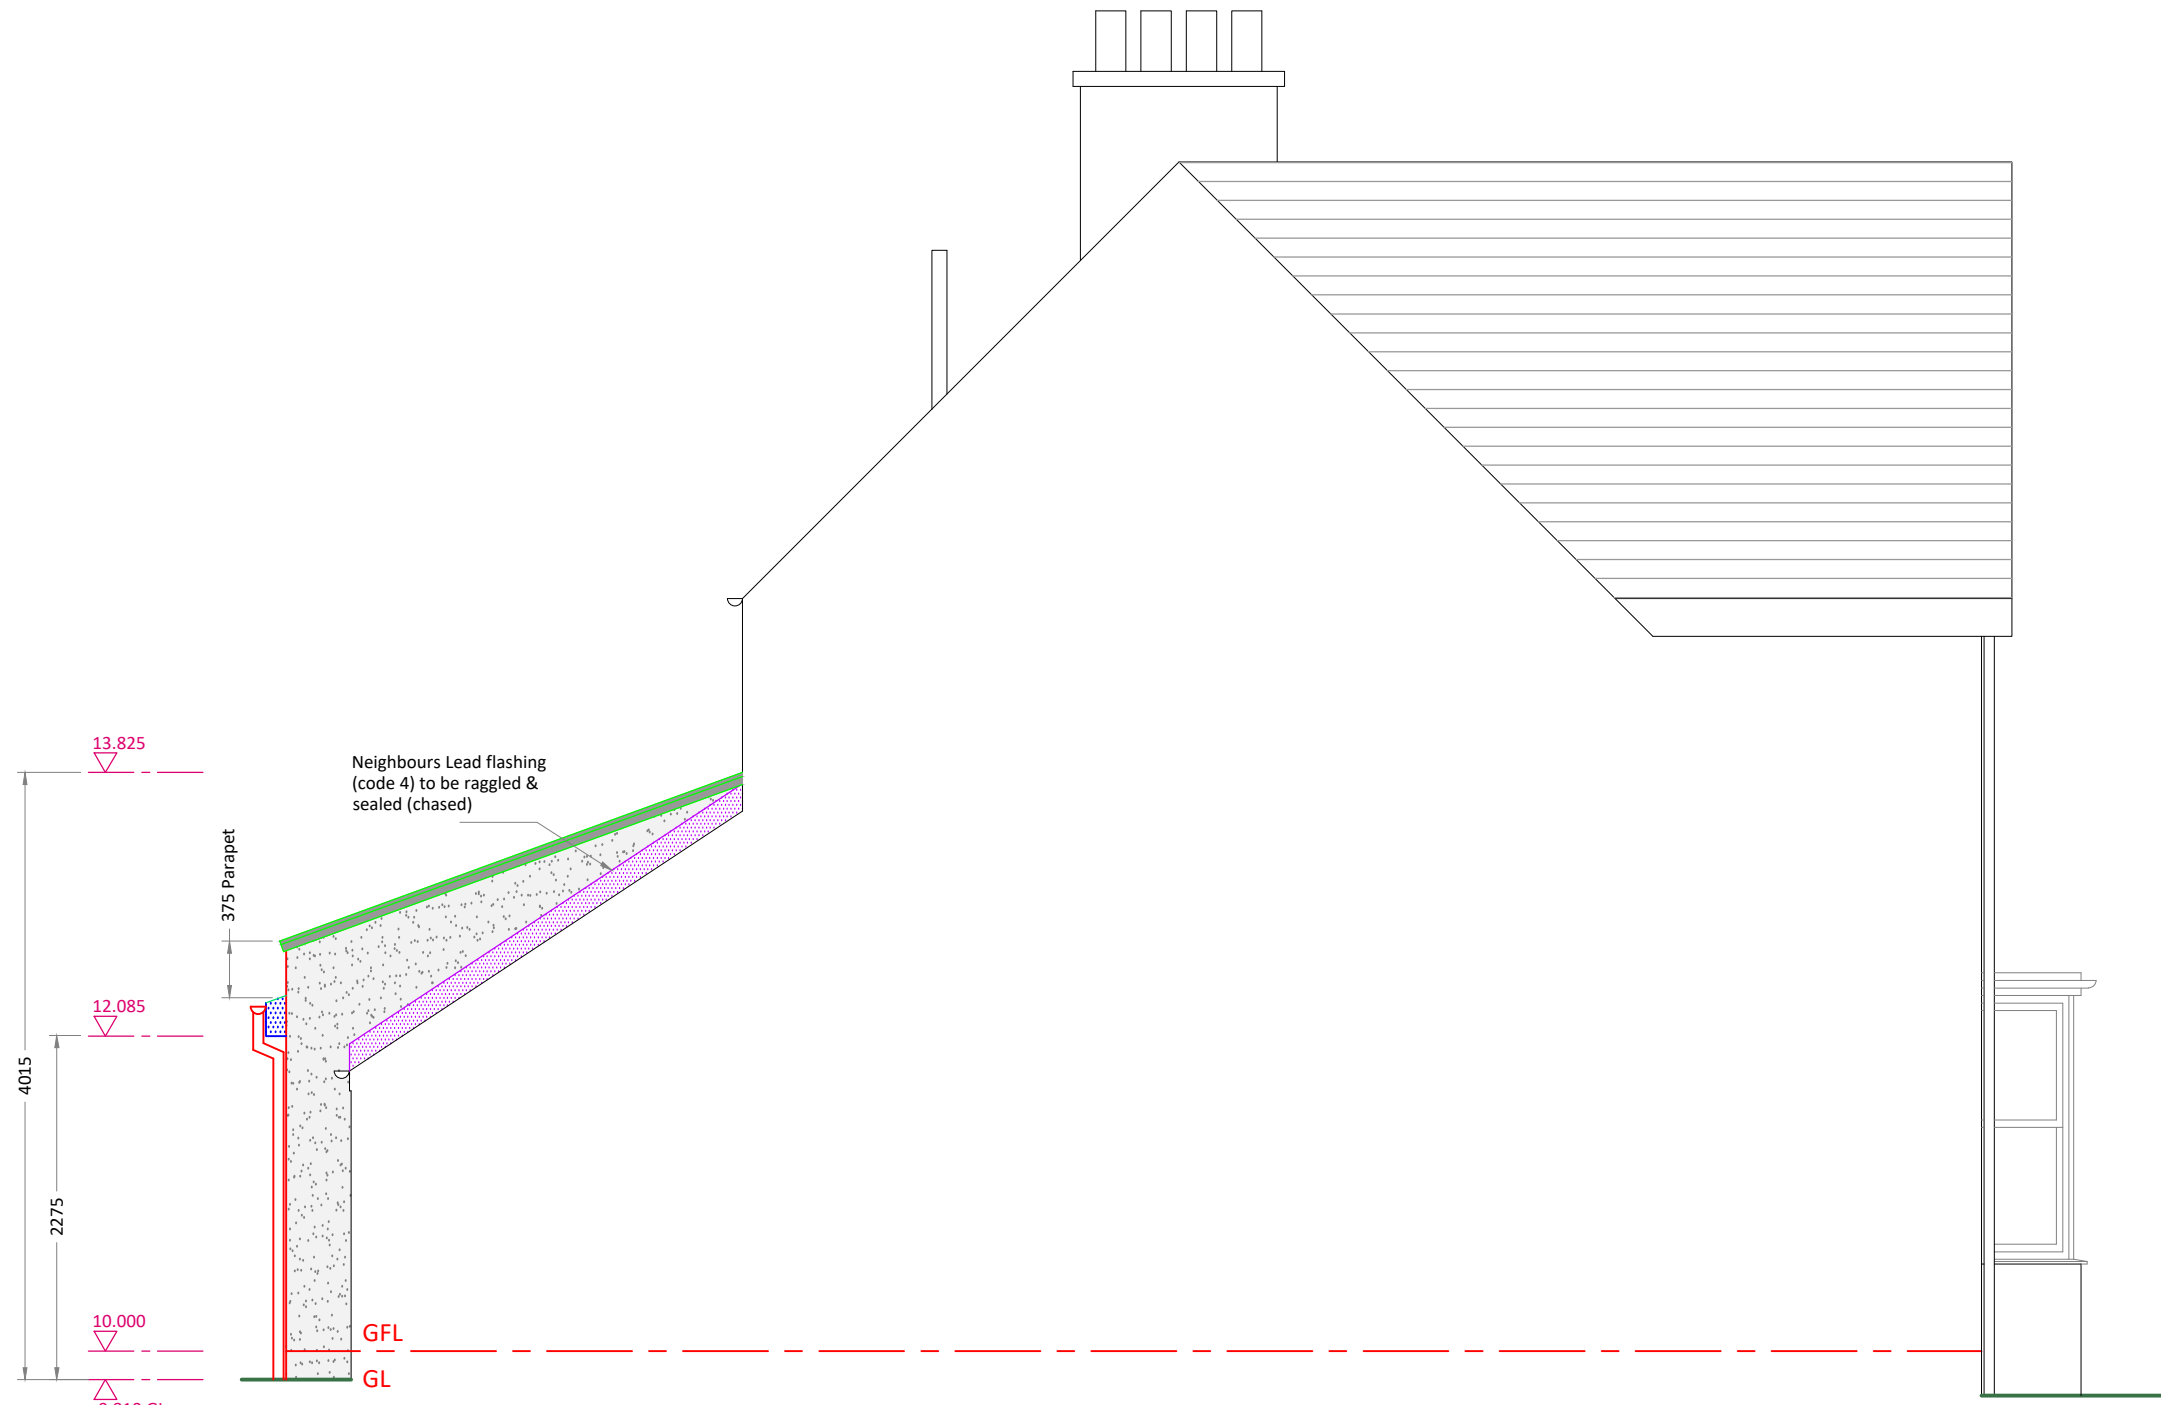 13.825
Neighbours Lead flashing
(code 4) to be raggled &
sealed (chased)
375 Parapet
12.085
4015
2275
10.000
GFL
GL